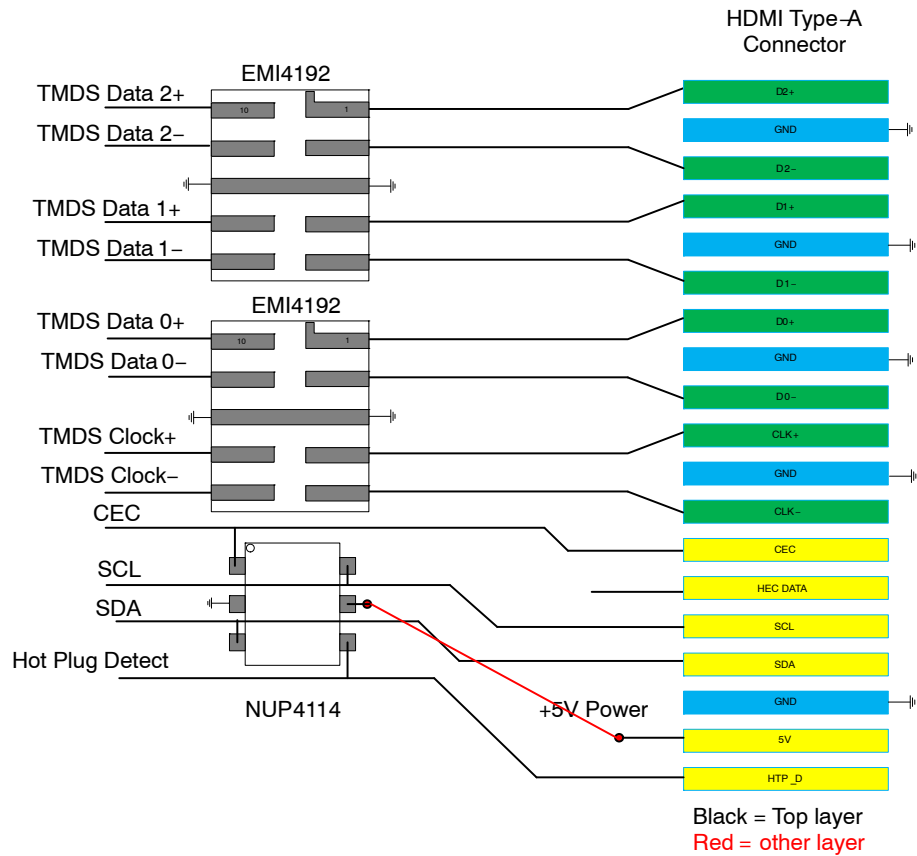 HDMI Type-A
Connector
EMI4192
TMDS Data 2+
10
1
D2+
GND
TMDS Data 2-
D2-
TMDS Data 1+
D1+
GND
TMDS Data 1-
D1-
EMI4192
TMDS Data 0+
10
1
D0+
GND
TMDS Data 0-
D0-
TMDS Clock+
CLK+
GND
TMDS Clock-
CLK-
CEC
CEC
SCL
HEC DATA
SDA
SCL
Hot Plug Detect
SDA
NUP4114
+5V Power
GND
5V
HTP_D
Black = Top layer
Red = other layer